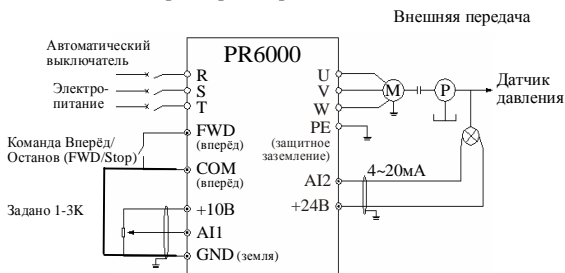 Внешняя передача
Автоматический
выключатель
PR6000
R
S
T
Электро-
питание
U
V
W
M
P
Датчик
давления
PE
(защитное
заземление)
FWD
(вперёд)
Команда Вперёд/
Останов (FWD/Stop)
COM
(вперёд)
AI2
4~20мА
+24В
Задано 1-3К
+10В
AI1
GND (земля)